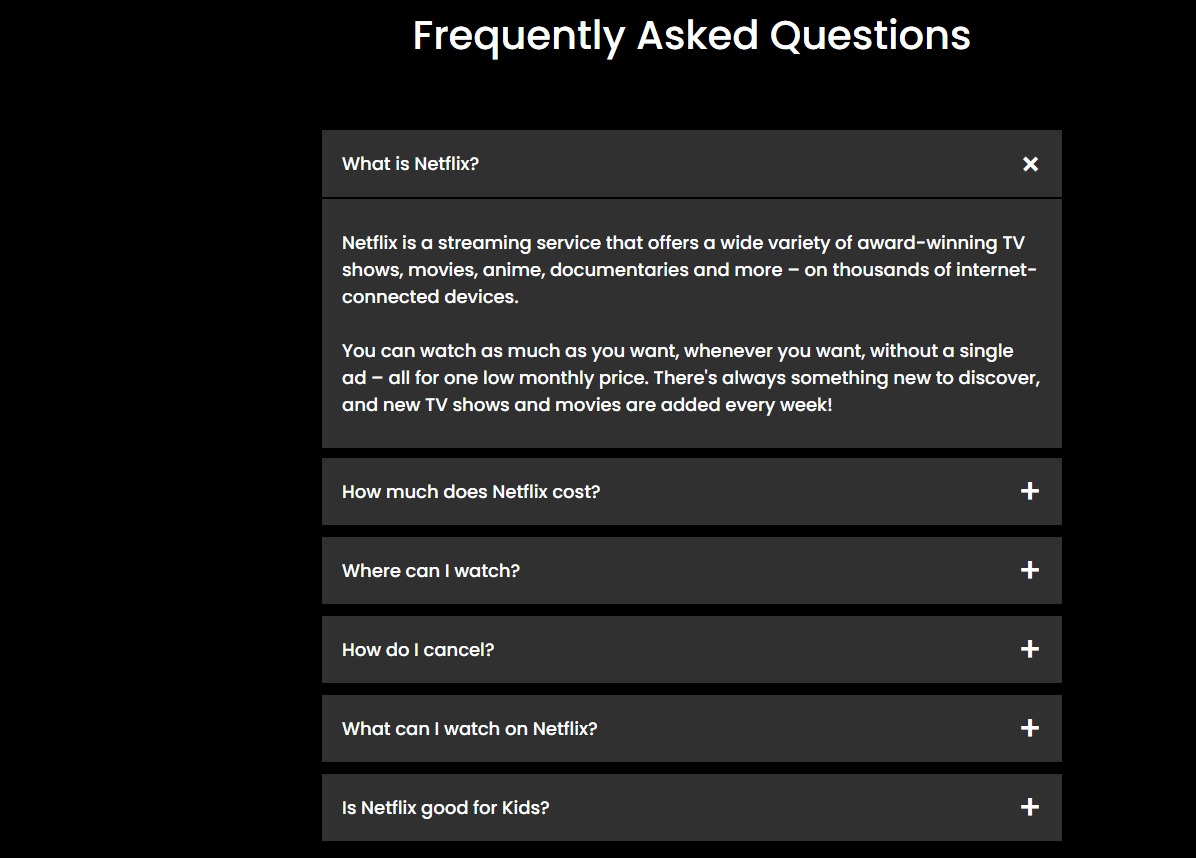 Frequently Asked Questions
What is Netflix?
Netflix is a streaming service that offers a wide variety of award-winning TV
shows, movies, anime, documentaries and more – on thousands of internet-
connected devices.
You can watch as much as you want, whenever you want, without a single
ad – all for one low monthly price. There's always something new to discover,
and new TV shows and movies are added every week!
How much does Netflix cost?
Where can I watch?
How do I cancel?
What can I watch on Netflix?
Is Netflix good for Kids?